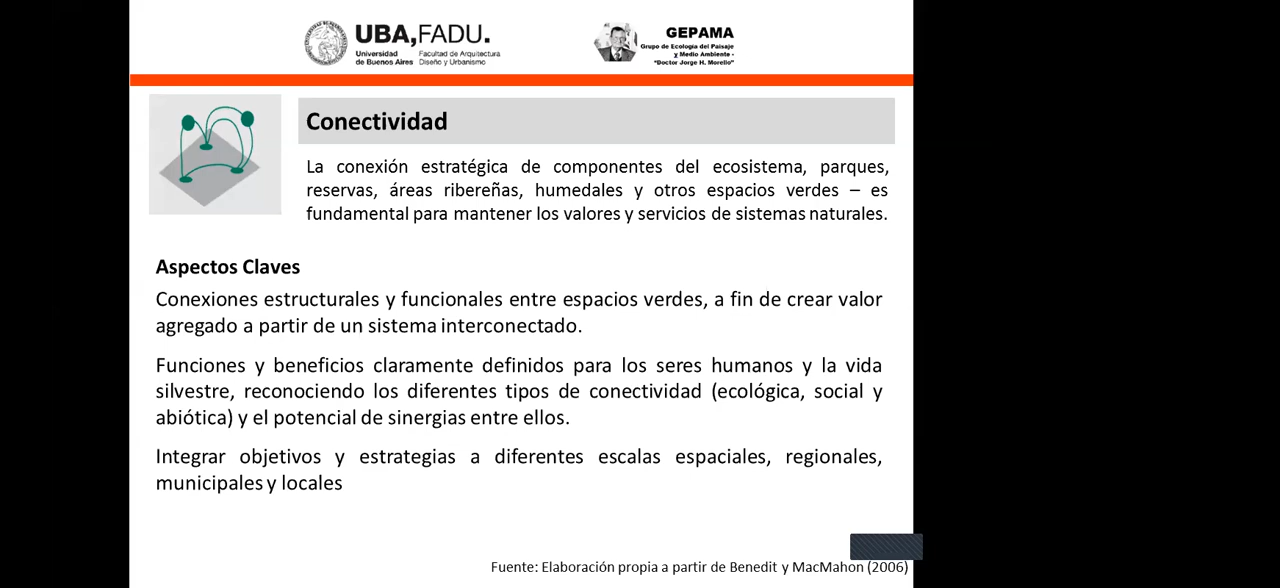 UBA,FADU.
Universidad de Buenos Aires
Facultad de Arquitectura Diseño y Urbanismo
GEPAMA
Grupo de Ecología del Paisaje
y Medio Ambiente -
"Doctor Jorge H. Morello"
Conectividad
La conexión estratégica de componentes del ecosistema, parques,
reservas, áreas ribereñas, humedales y otros espacios verdes – es
fundamental para mantener los valores y servicios de sistemas naturales.
Aspectos Claves
Conexiones estructurales y funcionales entre espacios verdes, a fin de crear valor
agregado a partir de un sistema interconectado.
Funciones y beneficios claramente definidos para los seres humanos y la vida
silvestre, reconociendo los diferentes tipos de conectividad (ecológica, social y
abiótica) y el potencial de sinergias entre ellos.
Integrar objetivos y estrategias a diferentes escalas espaciales, regionales,
municipales y locales
Fuente: Elaboración propia a partir de Benedit y MacMahon (2006)